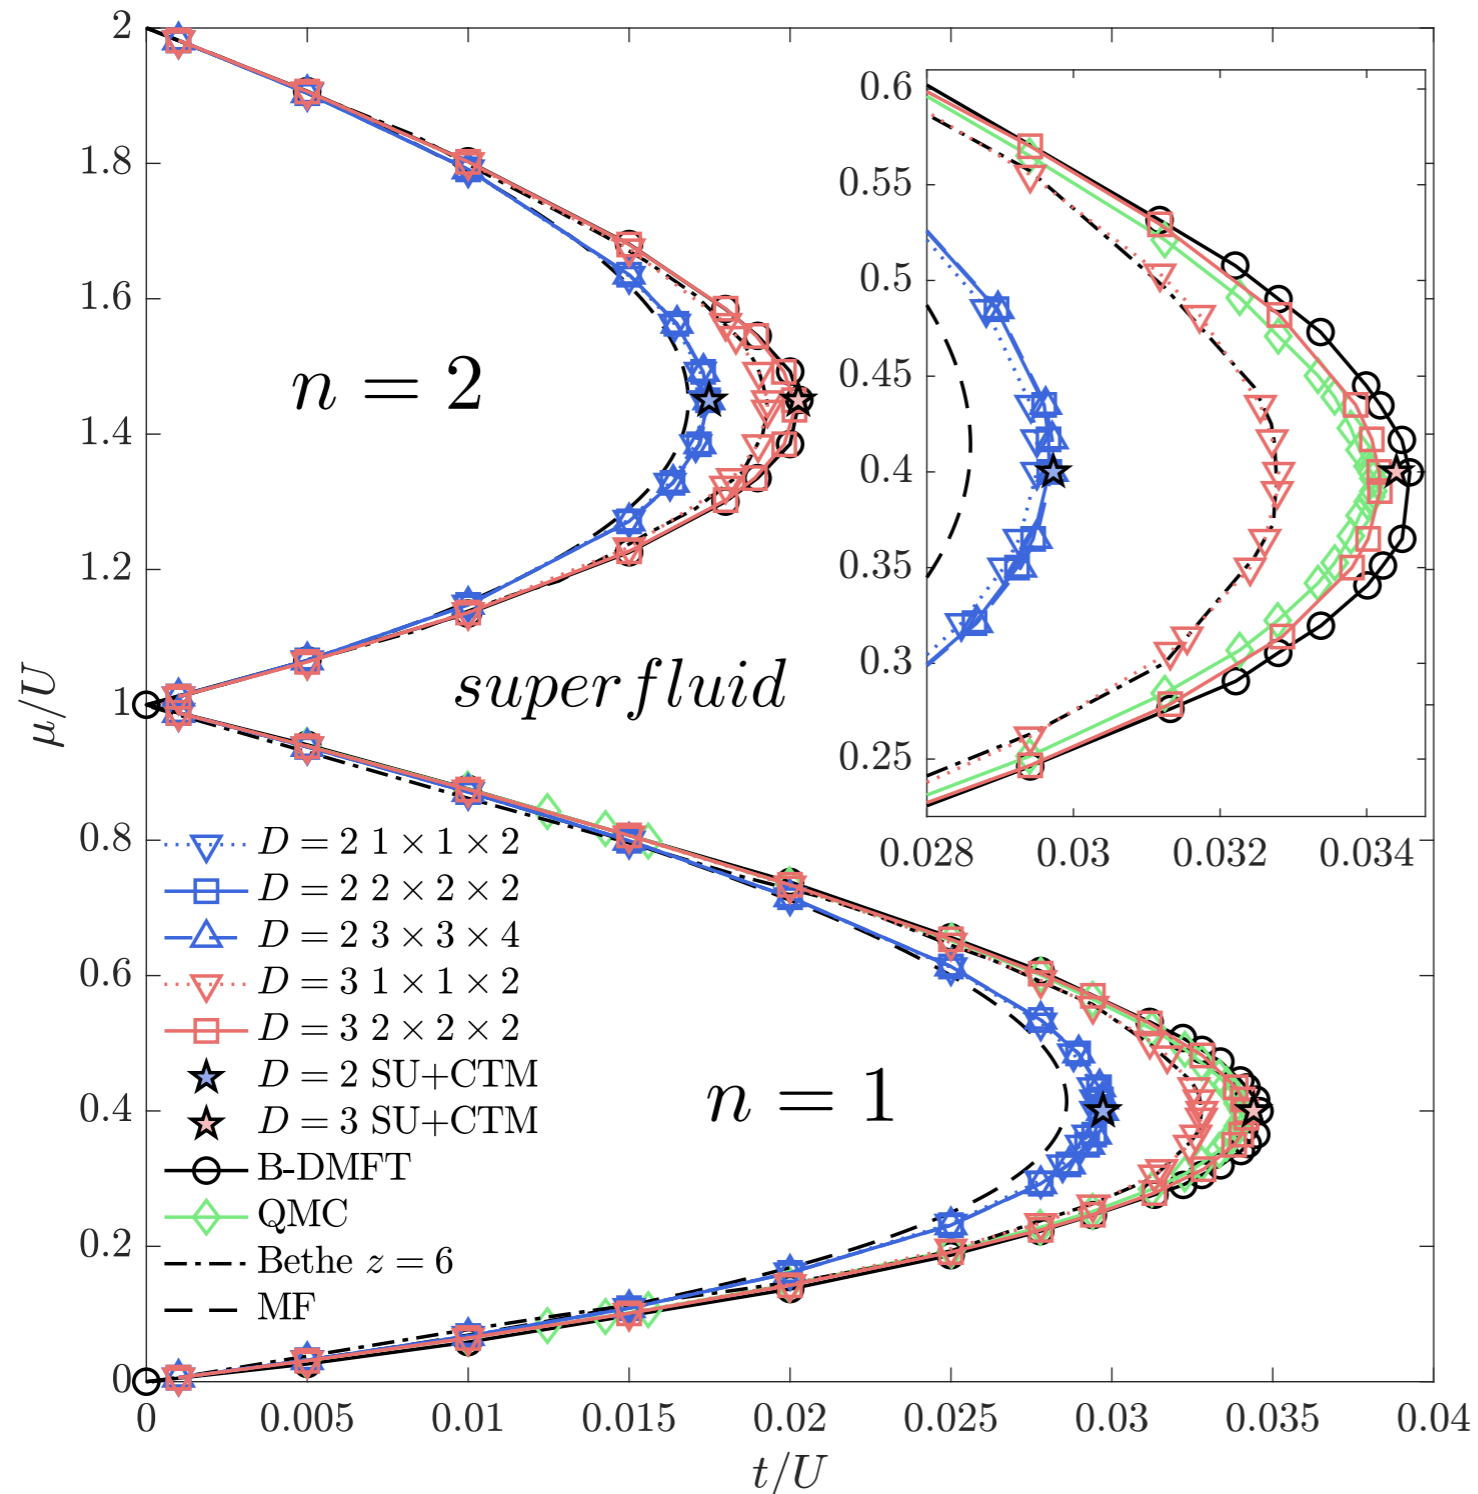 2
1.8
1.6
1.4
1.2
1
0.8
0.6
0.4
0.2
0
μ/U
0
0.005
0.01
0.015
0.02
0.025
0.03
0.035
0.04
t/U
n = 2
superfluid
n = 1
0.6
0.55
0.5
0.45
0.4
0.35
0.3
0.25
0.028
0.03
0.032
0.034
D = 2 1 × 1 × 2
D = 2 2 × 2 × 2
D = 2 3 × 3 × 4
D = 3 1 × 1 × 2
D = 3 2 × 2 × 2
D = 2 SU+CTM
D = 3 SU+CTM
B-DMFT
QMC
Bethe z = 6
MF